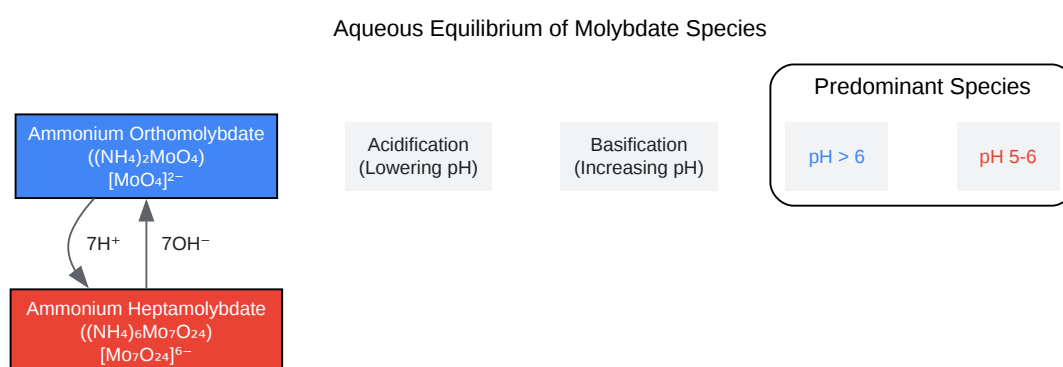 Aqueous Equilibrium of Molybdate Species
Predominant Species
Ammonium Orthomolybdate
((NH₄)₂MoO₄)
[MoO₄]²⁻
Acidification
(Lowering pH)
Basification
(Increasing pH)
pH > 6
pH 5-6
7H⁺
7OH⁻
Ammonium Heptamolybdate
((NH₄)₆Mo₇O₂₄)
[Mo₇O₂₄]⁶⁻